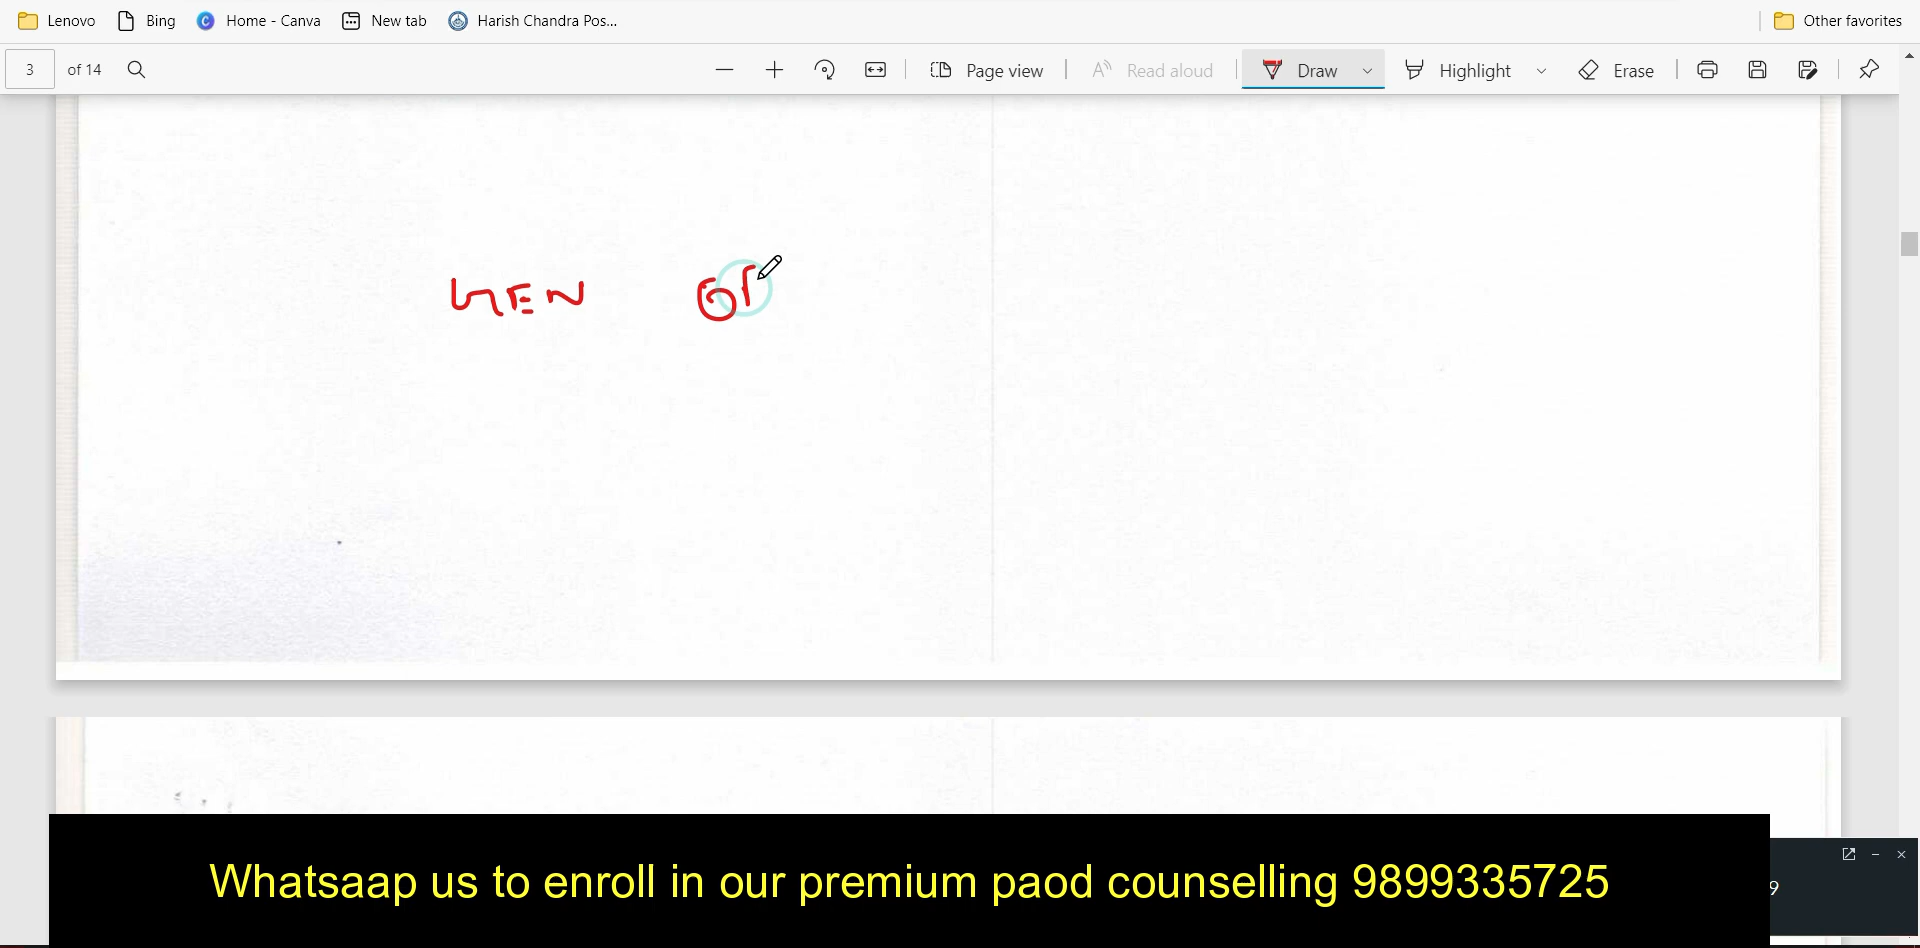 Lenovo Bing Home - Canva New tab Harish Chandra Pos... Other favorites
3 of 14 Page view Read aloud Draw Highlight Erase
Whatsaap us to enroll in our premium paod counselling 9899335725
9